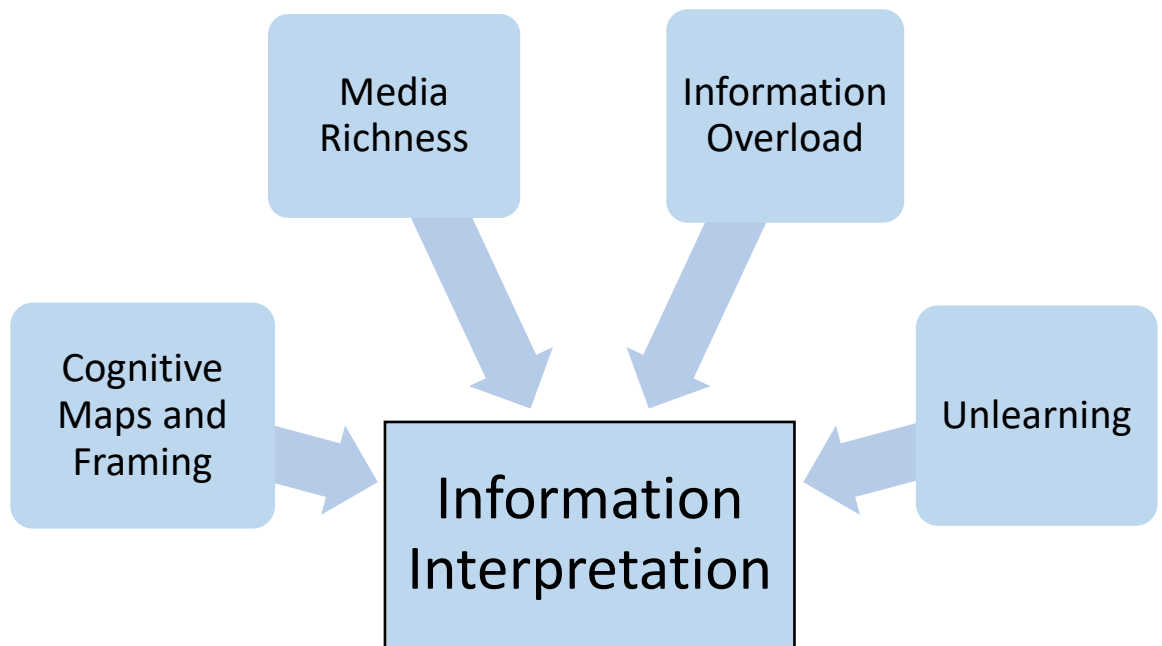 Media
Richness
Information
Overload
Cognitive
Maps and
Framing
Unlearning
Information
Interpretation